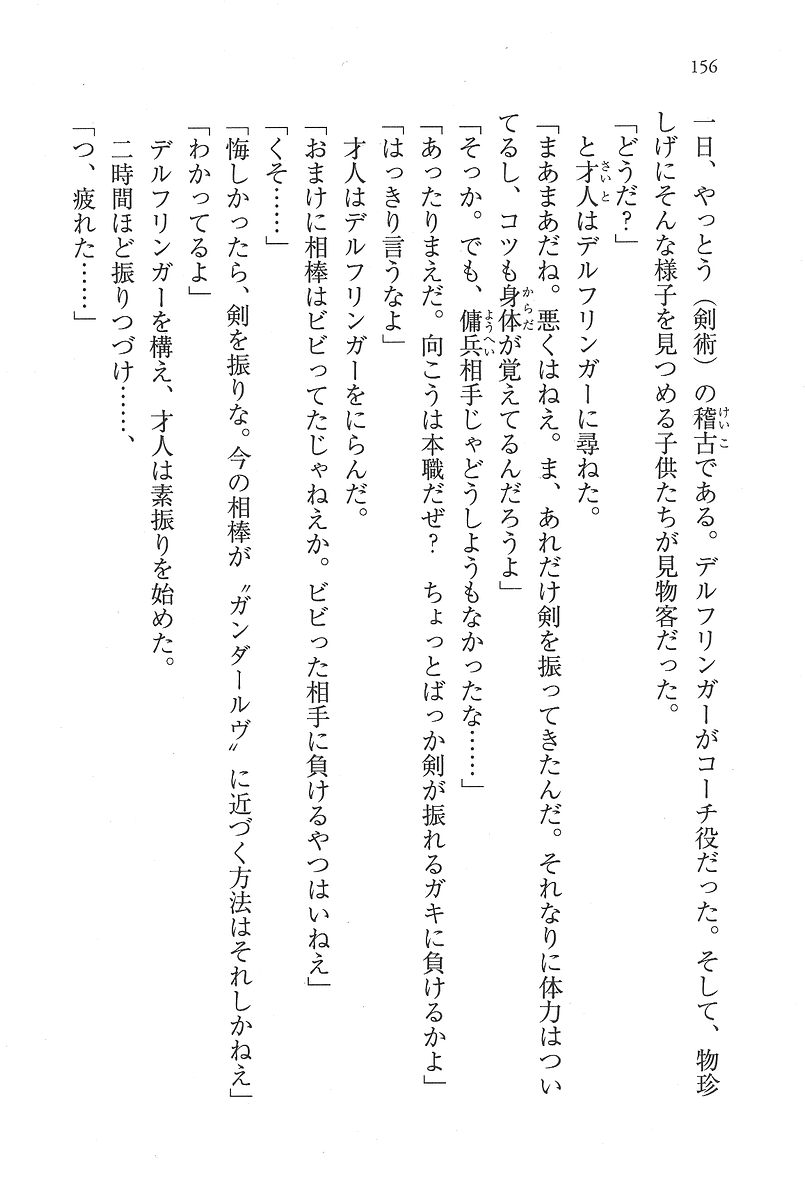 156
一日、やっとう（剣術）の稽古である。デルフリンガーがコーチ役だった。そして、物珍
しげにそんな様子を見つめる子供たちが見物客だった。
「どうだ？」
と才人はデルフリンガーに尋ねた。
「まあまあだね。悪くはねえ。ま、あれだけ剣を振ってきたんだ。それなりに体力はつい
てるし、コツも身体が覚えてるんだろうよ」
「そっか。でも、傭兵相手じゃどうしようもなかったな……」
「あったりまえだ。向こうは本職だぜ？　ちょっとばっか剣が振れるガキに負けるかよ」
「はっきり言うなよ」
才人はデルフリンガーをにらんだ。
「おまけに相棒はビビってたじゃねえか。ビビった相手に負けるやつはいねえ」
「くそ……」
「悔しかったら、剣を振りな。今の相棒が〝ガンダールヴ〟に近づく方法はそれしかねえ」
「わかってるよ」
デルフリンガーを構え、才人は素振りを始めた。
二時間ほど振りつづけ……、
「つ、疲れた……」